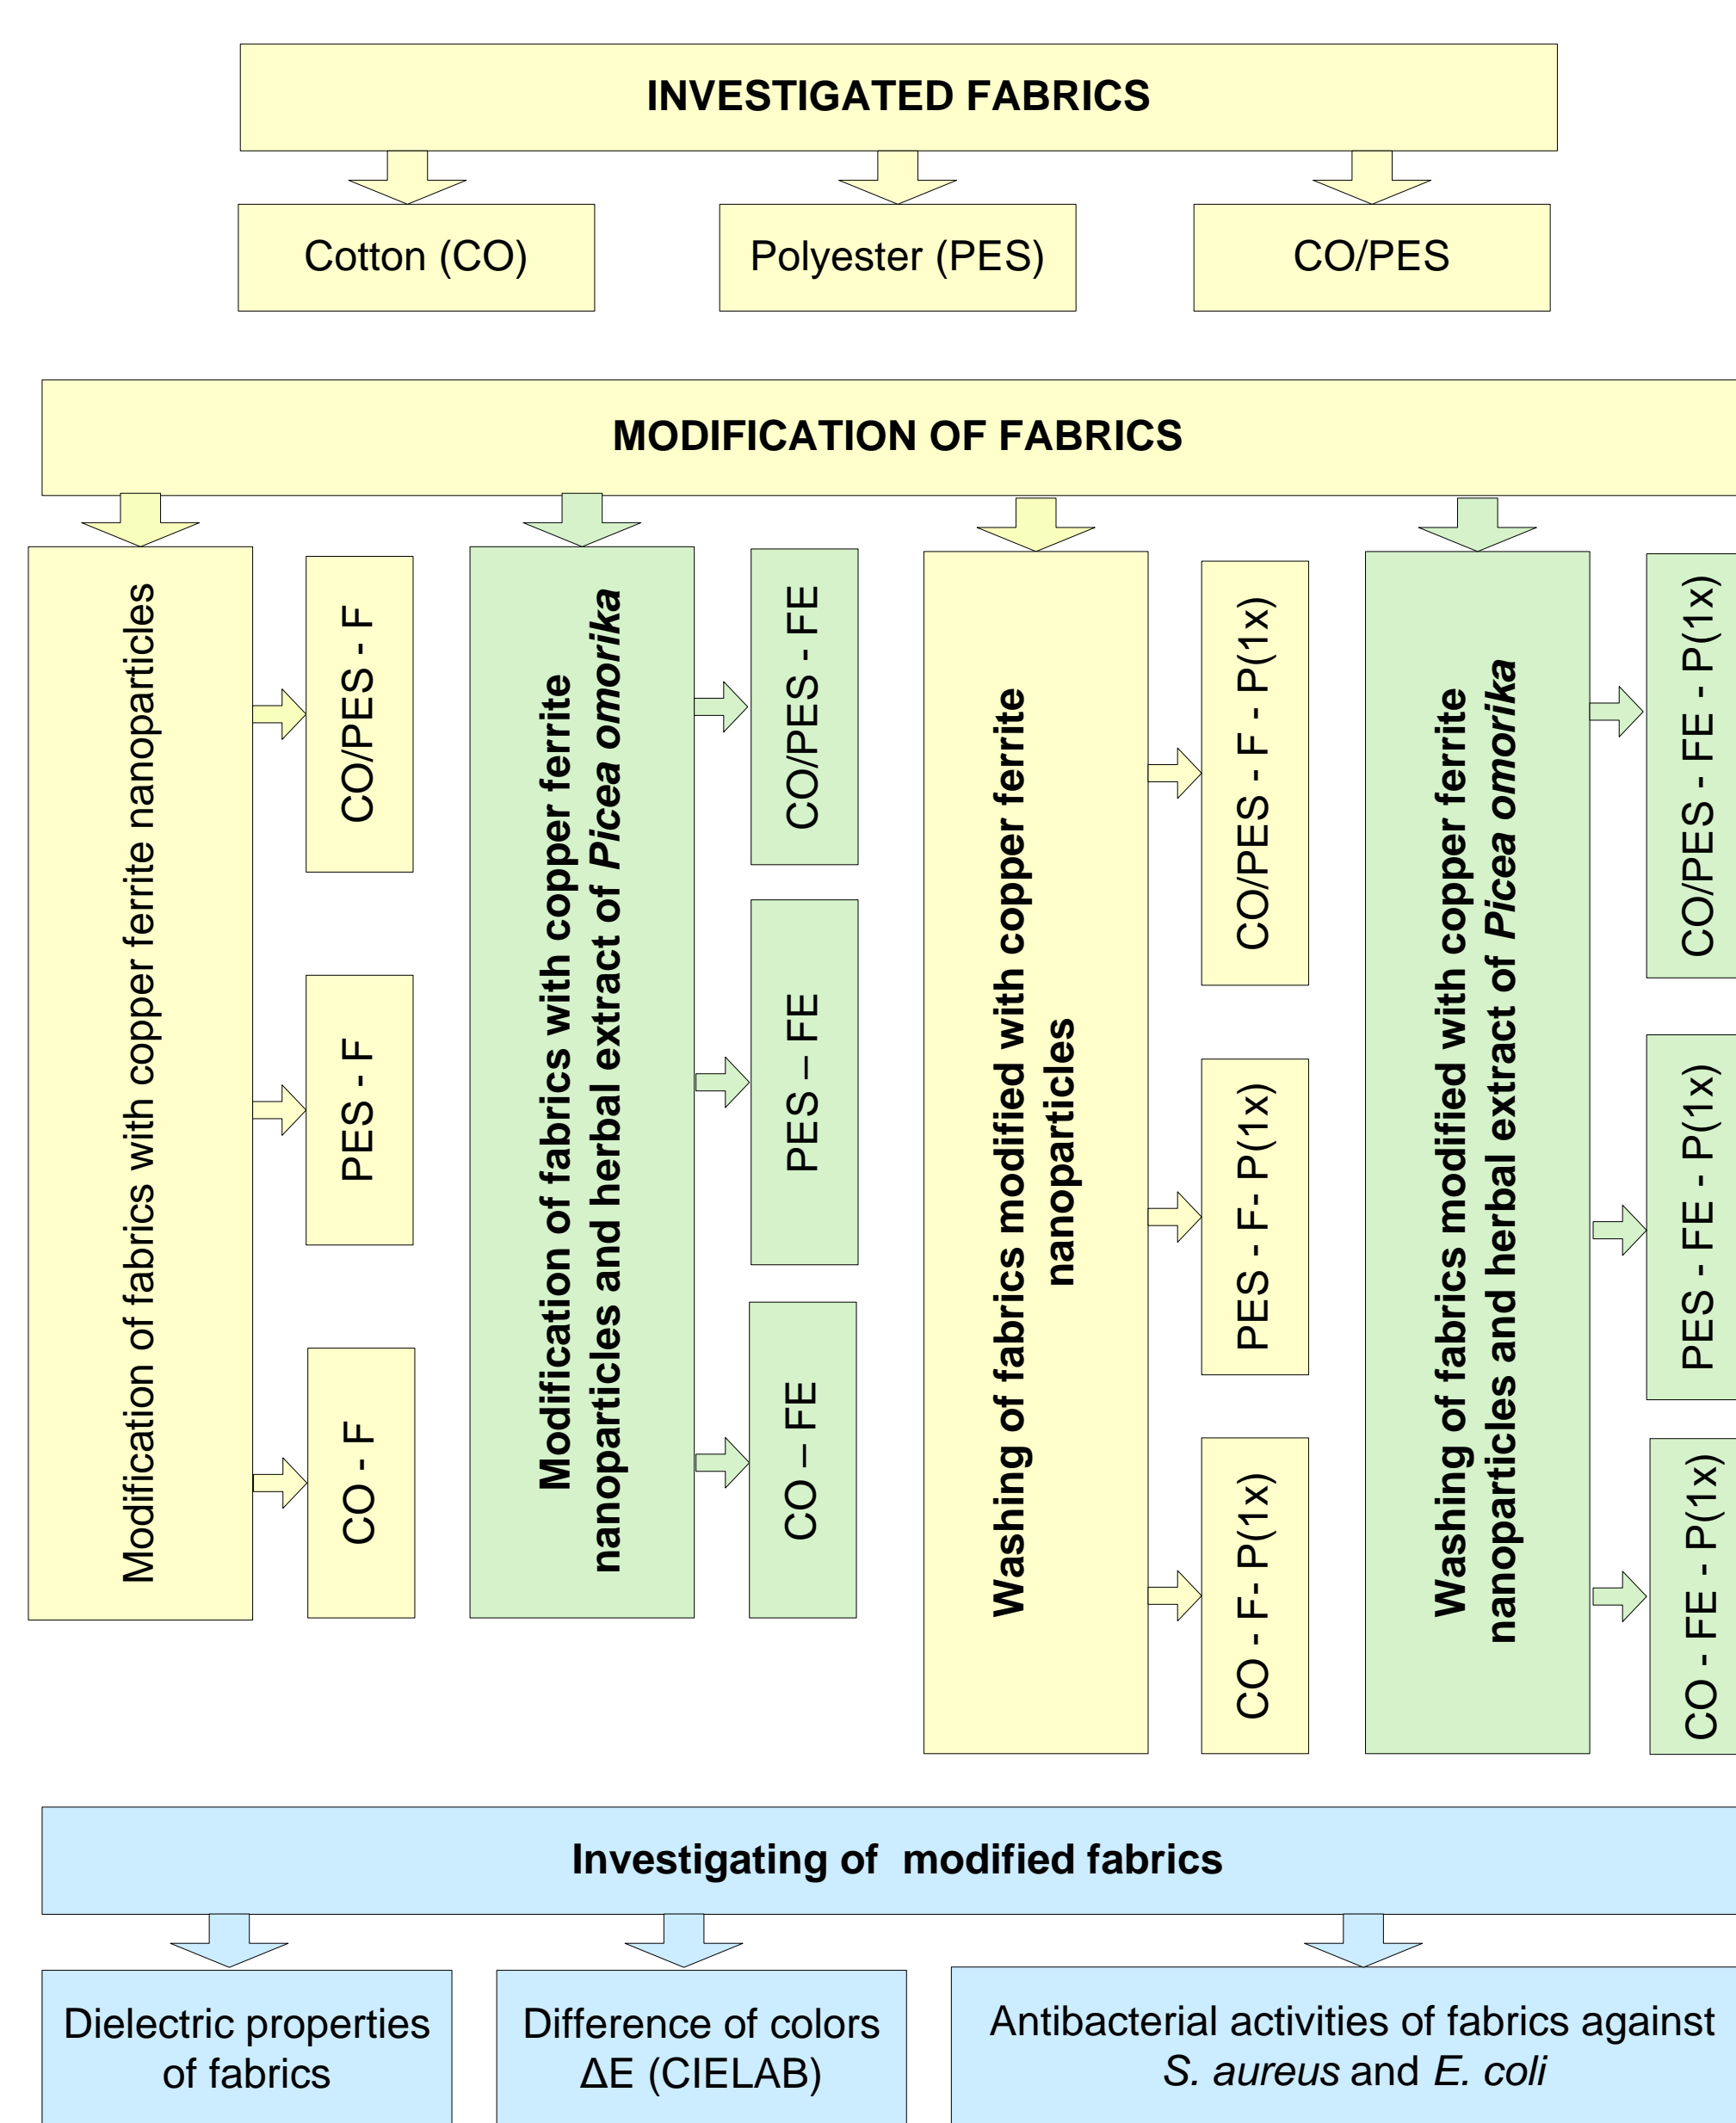 INVESTIGATED FABRICS
Cotton (CO)
Polyester (PES)
CO/PES
MODIFICATION OF FABRICS
Modification of fabrics with copper ferrite nanoparticles
CO/PES - F
PES - F
CO - F
Modification of fabrics with copper ferrite
nanoparticles and herbal extract of Picea omorika
CO/PES - FE
PES – FE
CO – FE
Washing of fabrics modified with copper ferrite
nanoparticles
CO/PES - F - P(1x)
PES - F- P(1x)
CO - F- P(1x)
Washing of fabrics modified with copper ferrite
nanoparticles and herbal extract of Picea omorika
CO/PES - FE - P(1x)
PES - FE - P(1x)
CO - FE - P(1x)
Investigating of  modified fabrics
Dielectric properties
of fabrics
Difference of colors
ΔE (CIELAB)
Antibacterial activities of fabrics against
S. aureus and E. coli